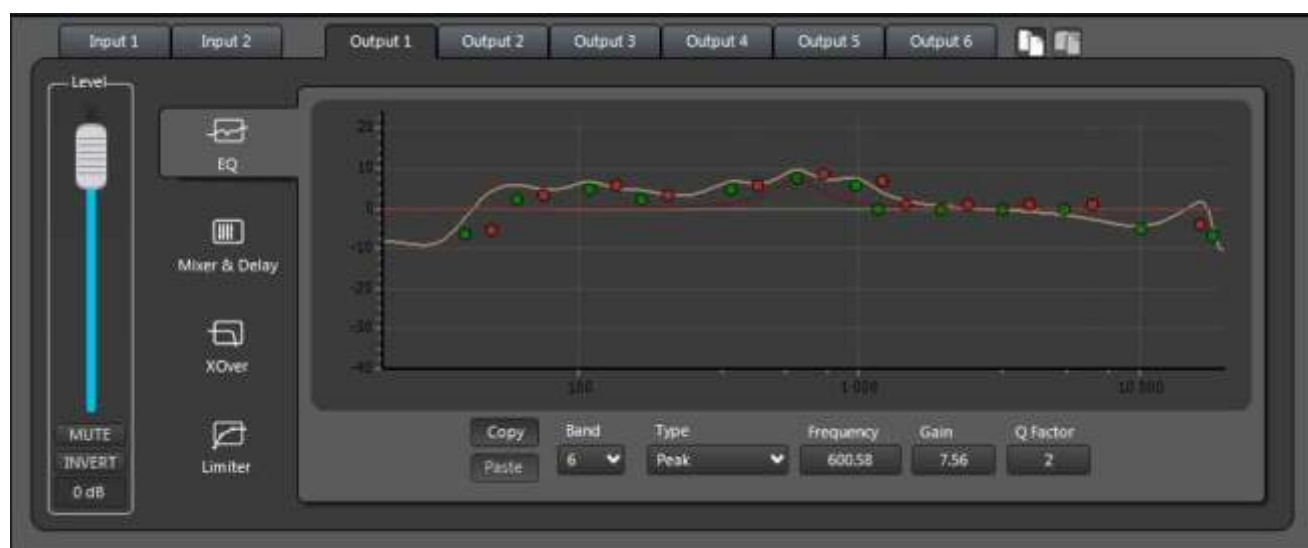 Input 1 Input 2 Output 1 Output 2 Output 3 Output 4 Output 5 Output 6
Level
EQ
Mixer & Delay
XOver
Limiter
MUTE
INVERT
0 dB
20
10
0
-10
-20
-30
-40
100 1 000 10 000
Copy Band Type Frequency Gain Q Factor
Paste 6 Peak 600.58 7.56 2